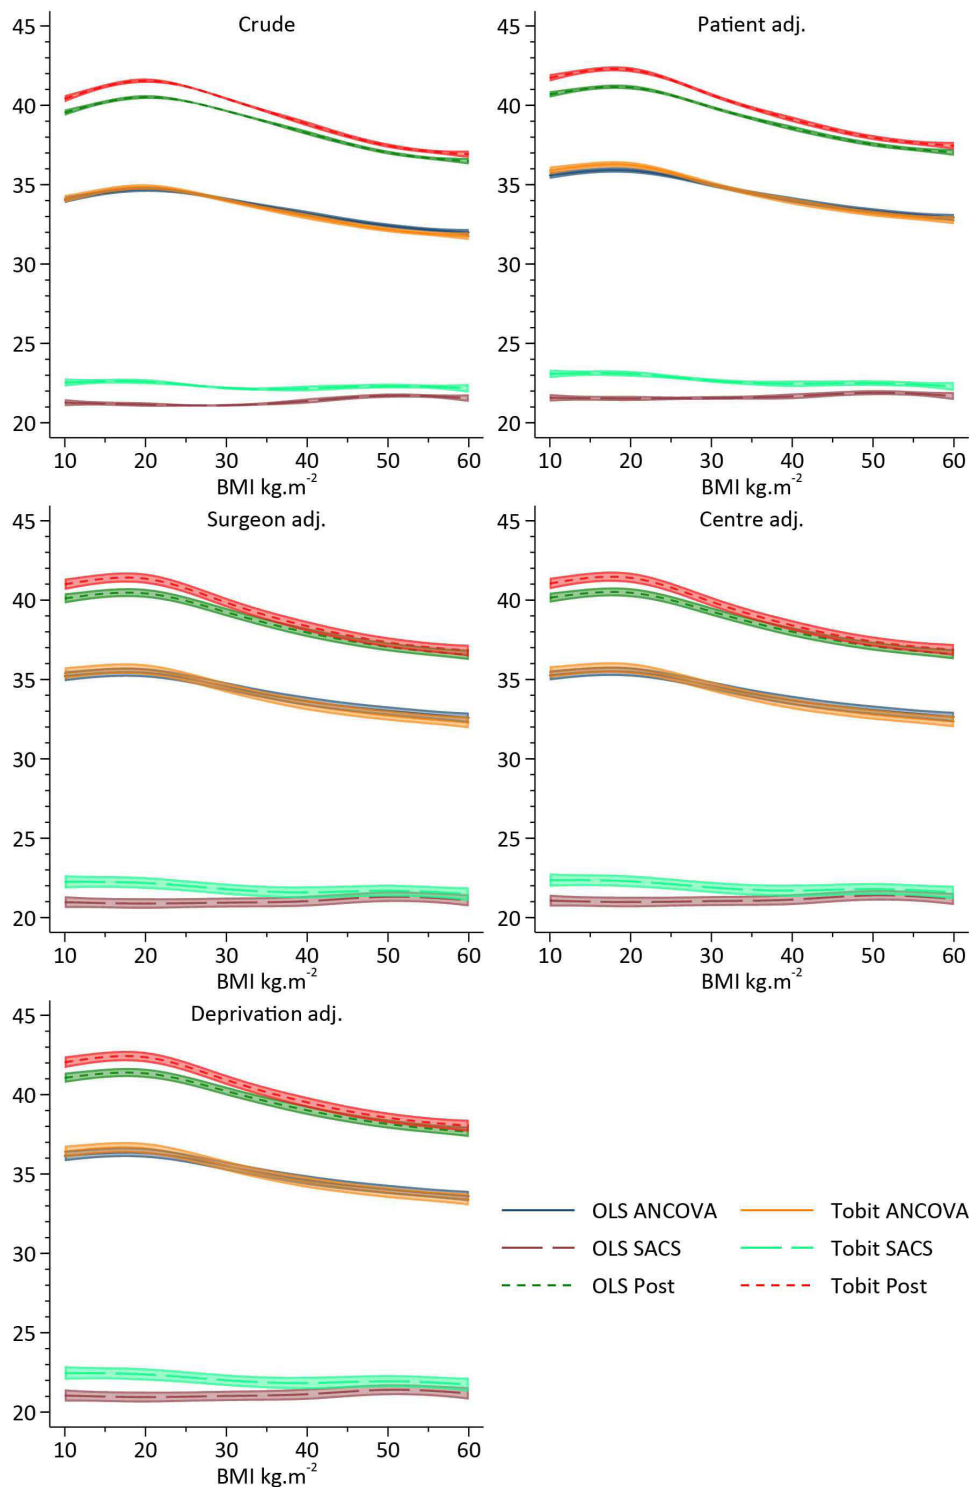 Crude
45
40
35
30
25
20
10 20 30 40 50 60
BMI kg.m⁻²
Patient adj.
45
40
35
30
25
20
10 20 30 40 50 60
BMI kg.m⁻²
Surgeon adj.
45
40
35
30
25
20
10 20 30 40 50 60
BMI kg.m⁻²
Centre adj.
45
40
35
30
25
20
10 20 30 40 50 60
BMI kg.m⁻²
Deprivation adj.
45
40
35
30
25
20
10 20 30 40 50 60
BMI kg.m⁻²
OLS ANCOVA Tobit ANCOVA
OLS SACS Tobit SACS
OLS Post Tobit Post